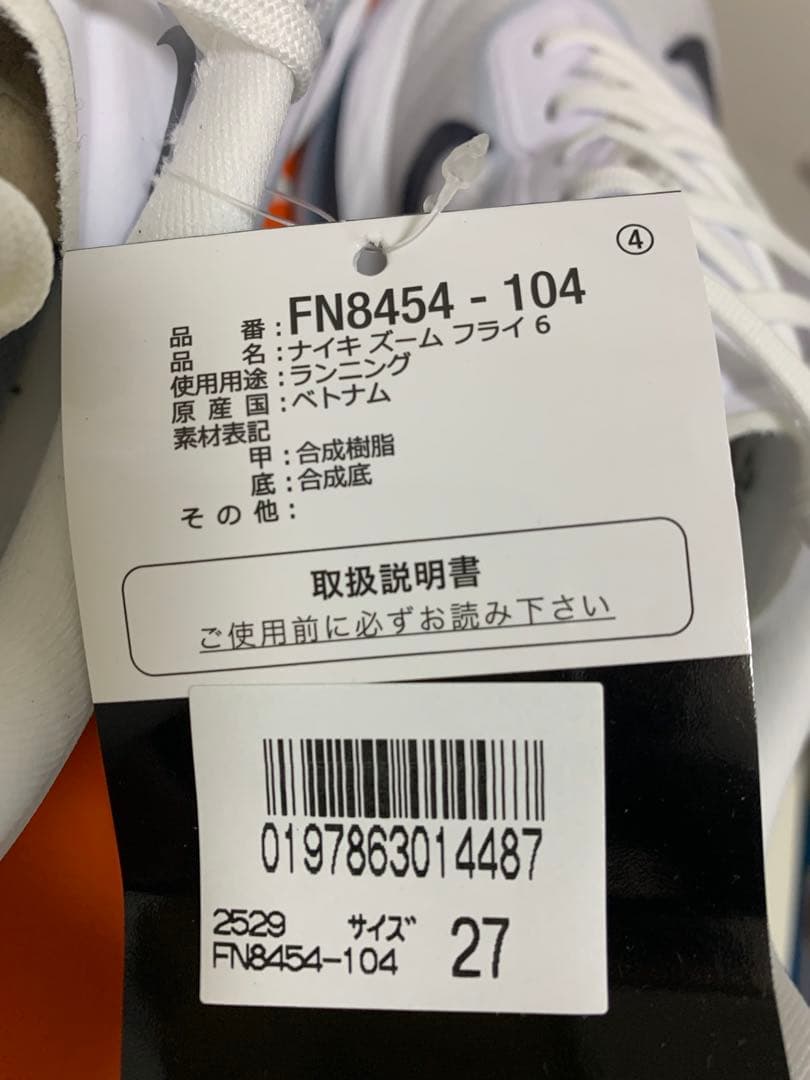 ④
品番:FN8454 - 104
品名:ナイキ ズーム フライ 6
使用用途:ランニング
原産国:ベトナム
素材表記
甲:合成樹脂
底:合成底
その他:
取扱説明書
ご使用前に必ずお読み下さい
0197863014487
2529 サイズ 27
FN8454-104